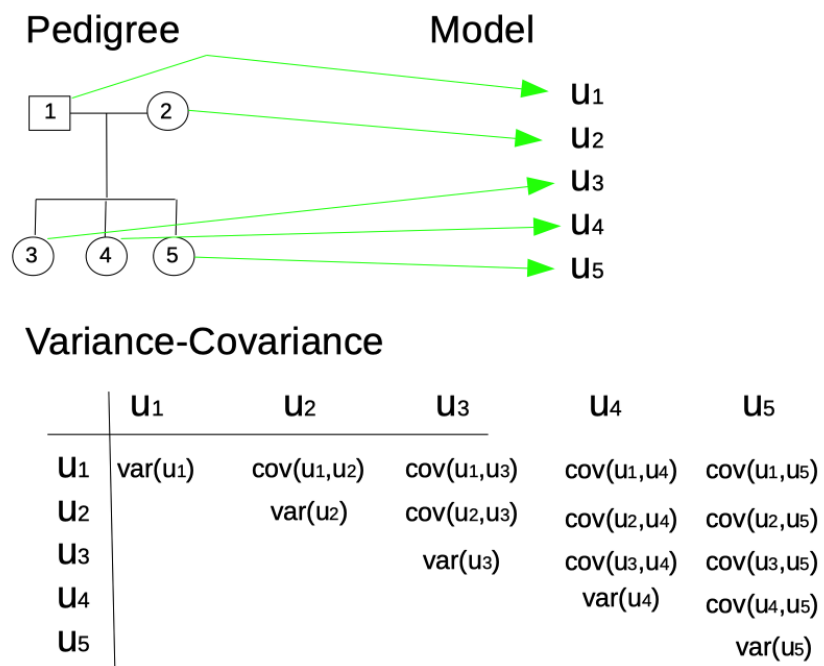 Pedigree Model
1 2
3 4 5
u1
u2
u3
u4
u5
Variance-Covariance
u1 u2 u3 u4 u5
u1 var(u1) cov(u1,u2) cov(u1,u3) cov(u1,u4) cov(u1,u5)
u2 var(u2) cov(u2,u3) cov(u2,u4) cov(u2,u5)
u3 var(u3) cov(u3,u4) cov(u3,u5)
u4 var(u4) cov(u4,u5)
u5 var(u5)